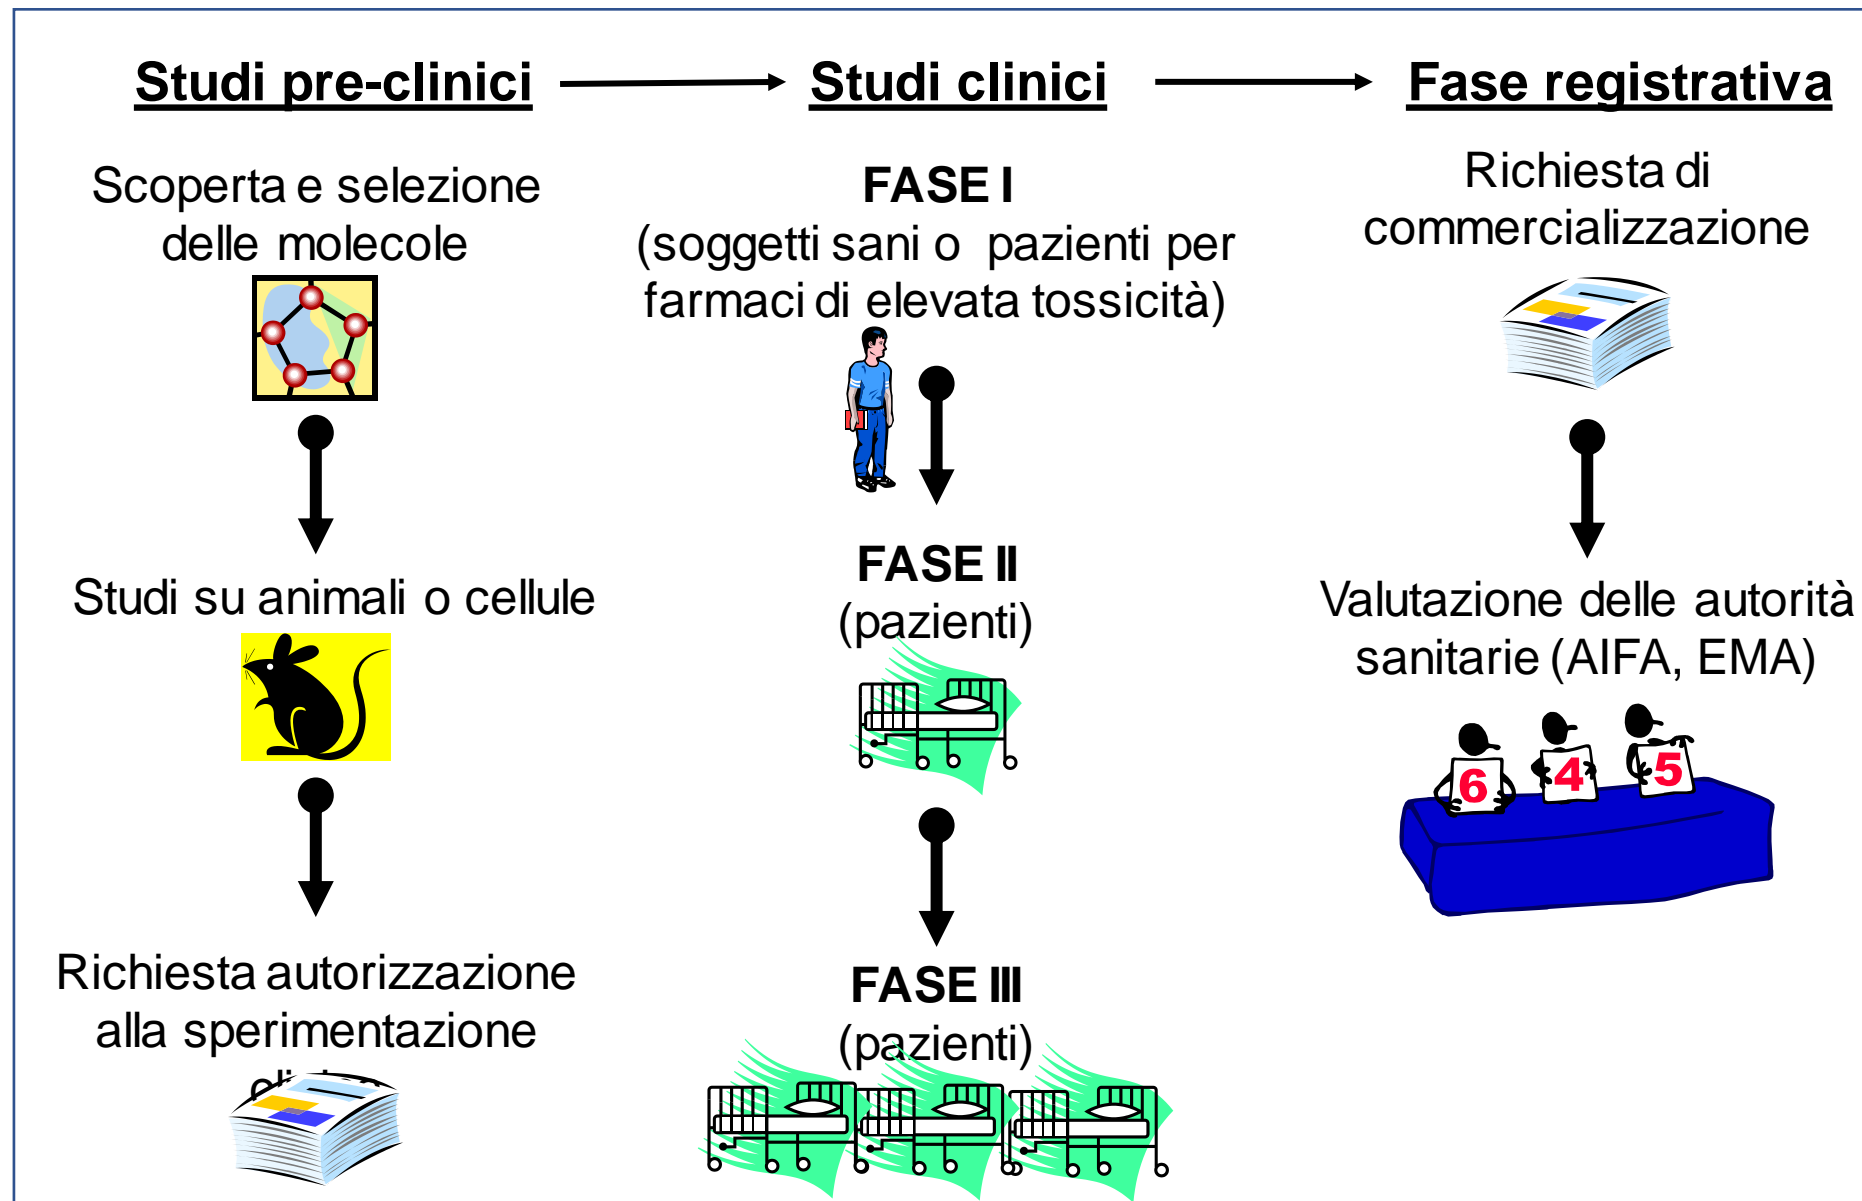 Studi pre-clinici
Scoperta e selezione
delle molecole
Studi su animali o cellule
Richiesta autorizzazione
alla sperimentazione
Studi clinici
FASE I
(soggetti sani o pazienti per
farmaci di elevata tossicità)
FASE II
(pazienti)
FASE III
(pazienti)
Fase registrativa
Richiesta di
commercializzazione
Valutazione delle autorità
sanitarie (AIFA, EMA)
6 4 5